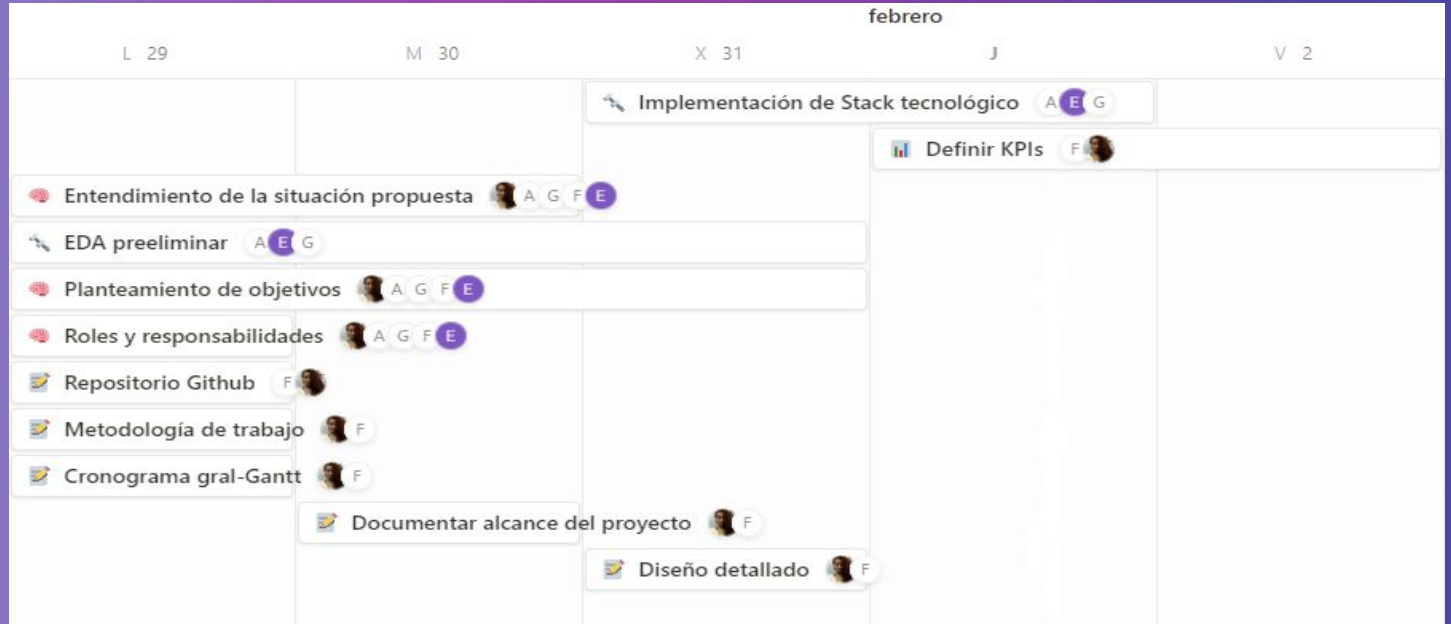 febrero
L 29 M 30 X 31 J V 2
Implementación de Stack tecnológico A E G
Definir KPIs F
Entendimiento de la situación propuesta A G F E
EDA preeliminar A E G
Planteamiento de objetivos A G F E
Roles y responsabilidades A G F E
Repositorio Github F
Metodología de trabajo F
Cronograma gral-Gantt F
Documentar alcance del proyecto F
Diseño detallado F